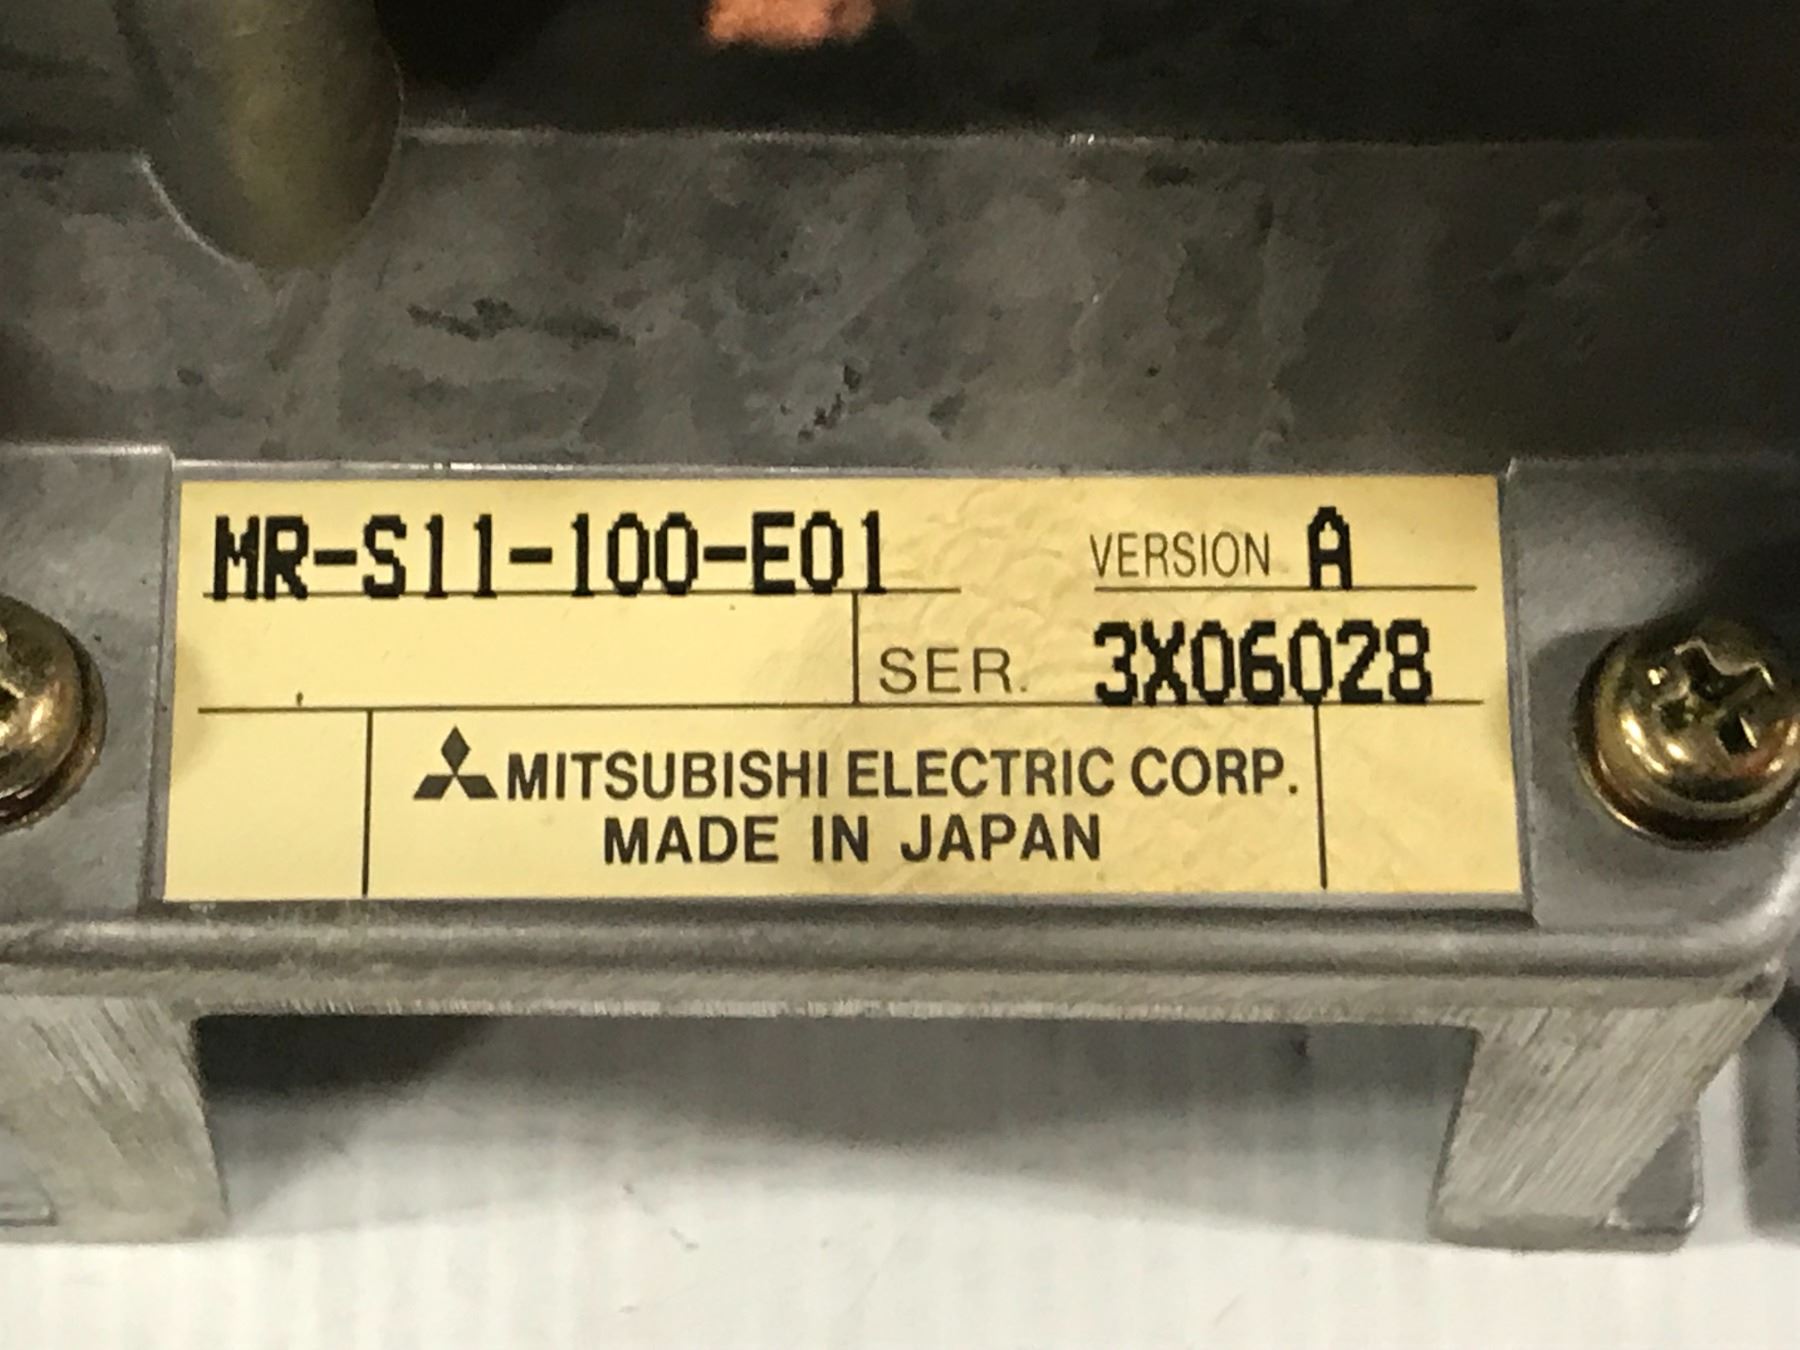 MR-S11-100-E01 VERSION A
SER. 3X06028
MITSUBISHI ELECTRIC CORP.
MADE IN JAPAN